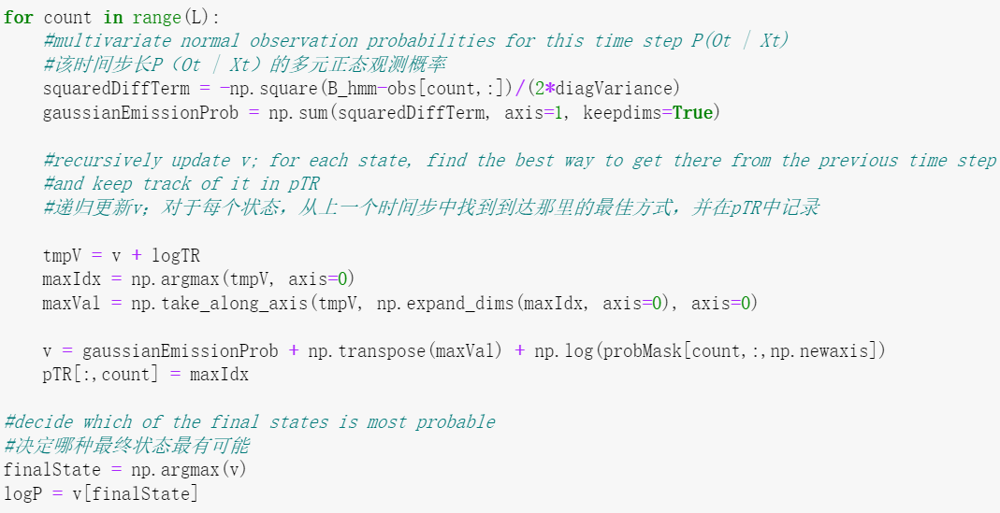 for count in range(L):
    #multivariate normal observation probabilities for this time step P(Ot | Xt)
    #该时间步长P（Ot | Xt）的多元正态观测概率
    squaredDiffTerm = -np.square(B_hmm-obs[count,:])/(2*diagVariance)
    gaussianEmissionProb = np.sum(squaredDiffTerm, axis=1, keepdims=True)

    #recursively update v; for each state, find the best way to get there from the previous time step
    #and keep track of it in pTR
    #递归更新v；对于每个状态，从上一个时间步中找到到达那里的最佳方式，并在pTR中记录

    tmpV = v + logTR
    maxIdx = np.argmax(tmpV, axis=0)
    maxVal = np.take_along_axis(tmpV, np.expand_dims(maxIdx, axis=0), axis=0)

    v = gaussianEmissionProb + np.transpose(maxVal) + np.log(probMask[count,:,np.newaxis])
    pTR[:,count] = maxIdx

#decide which of the final states is most probable
#决定哪种最终状态最有可能
finalState = np.argmax(v)
logP = v[finalState]